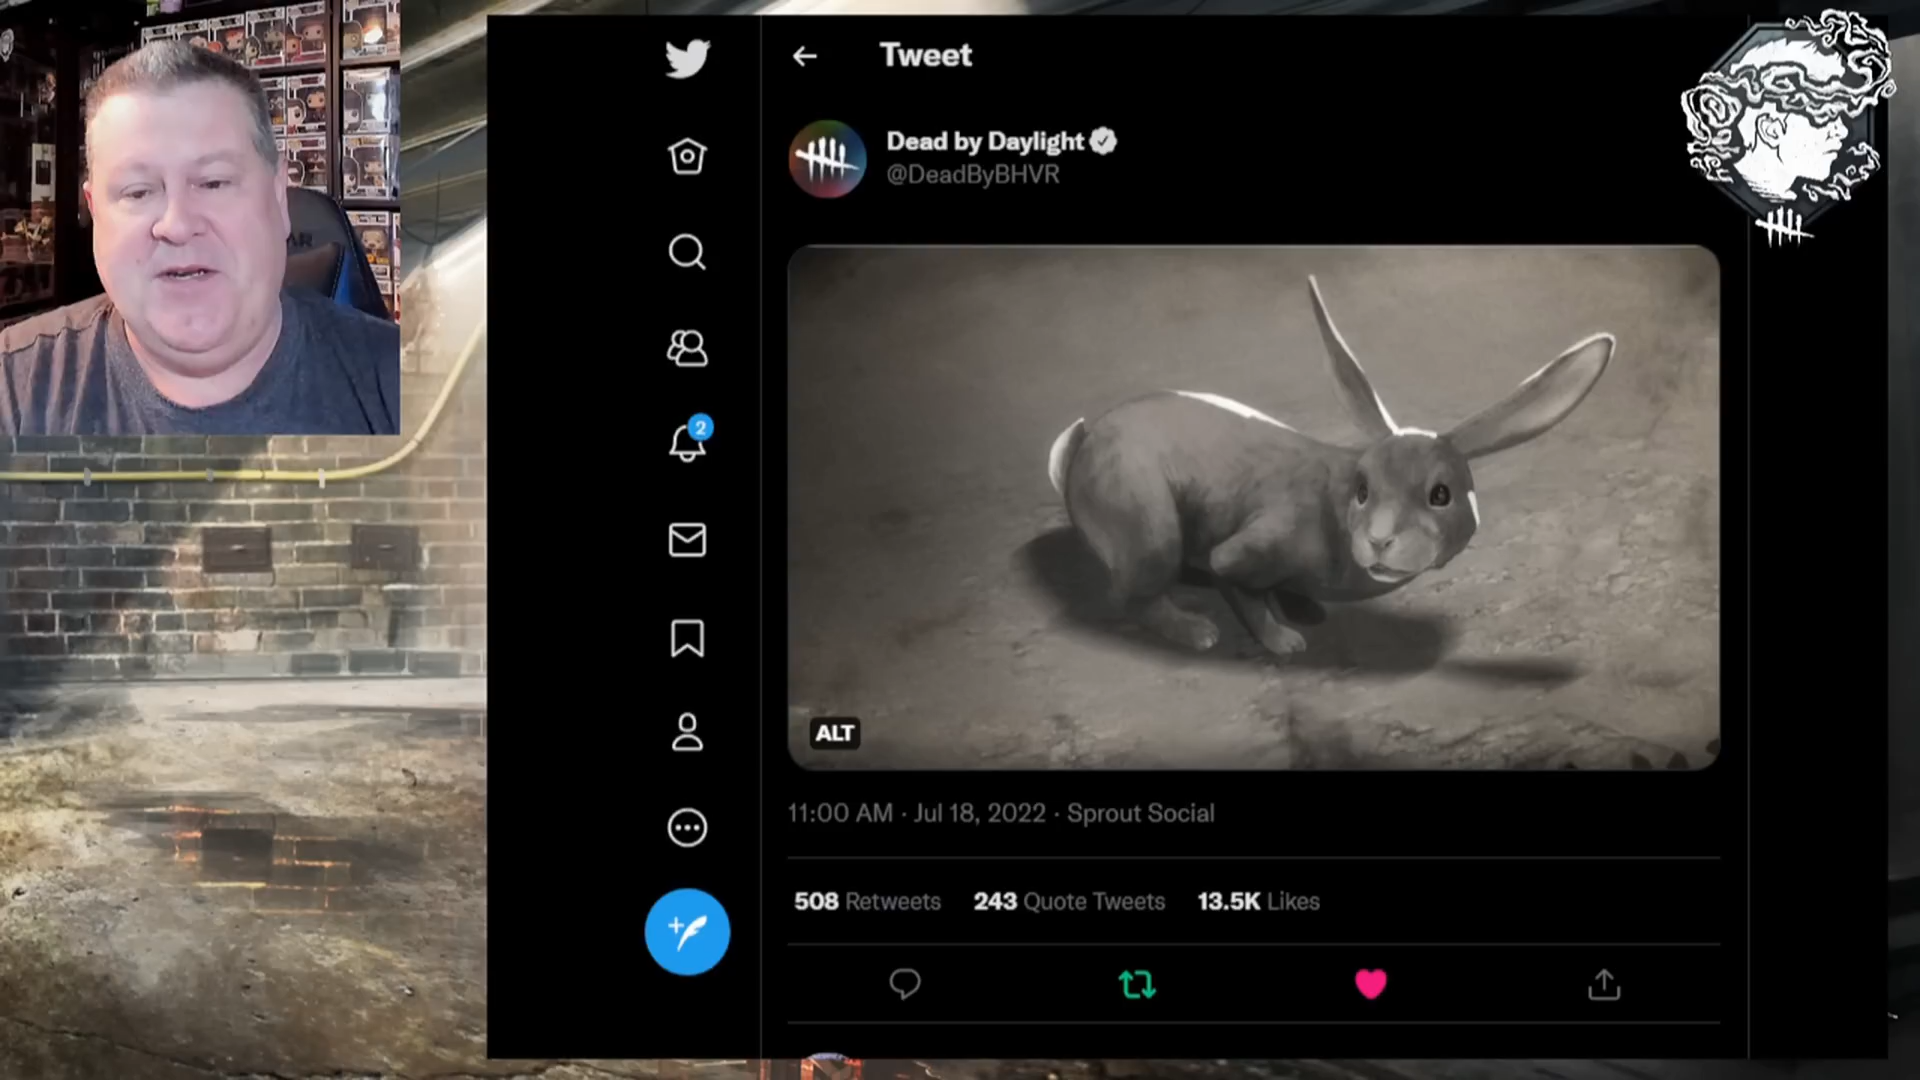 Tweet
Dead by Daylight
@DeadByBHVR
2
ALT
11:00 AM · Jul 18, 2022 · Sprout Social
508 Retweets 243 Quote Tweets 13.5K Likes